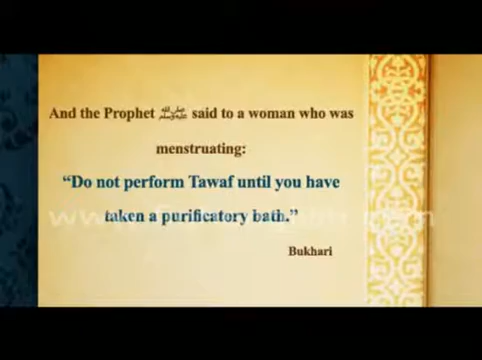 And the Prophet ﷺ said to a woman who was
menstruating:
“Do not perform Tawaf until you have
taken a purificatory bath.”
Bukhari